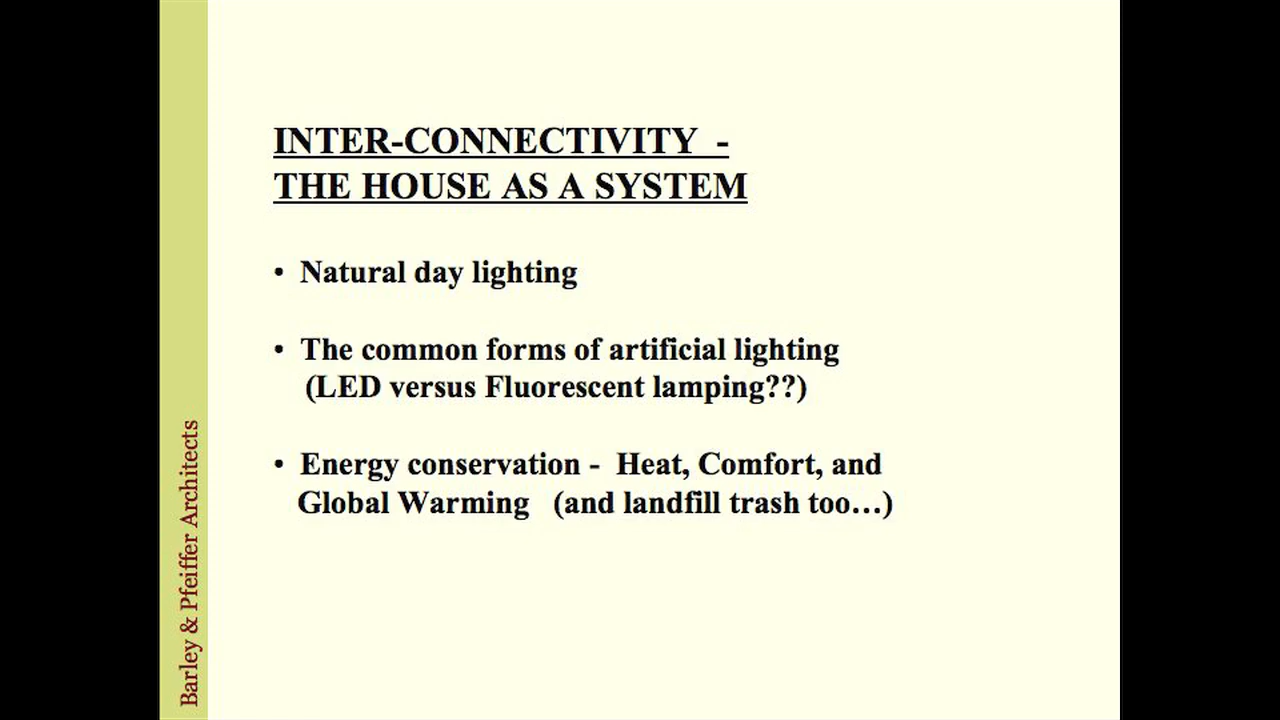 INTER-CONNECTIVITY -
THE HOUSE AS A SYSTEM
• Natural day lighting
• The common forms of artificial lighting
(LED versus Fluorescent lamping??)
• Energy conservation - Heat, Comfort, and
Global Warming (and landfill trash too…)
Barley & Pfeiffer Architects